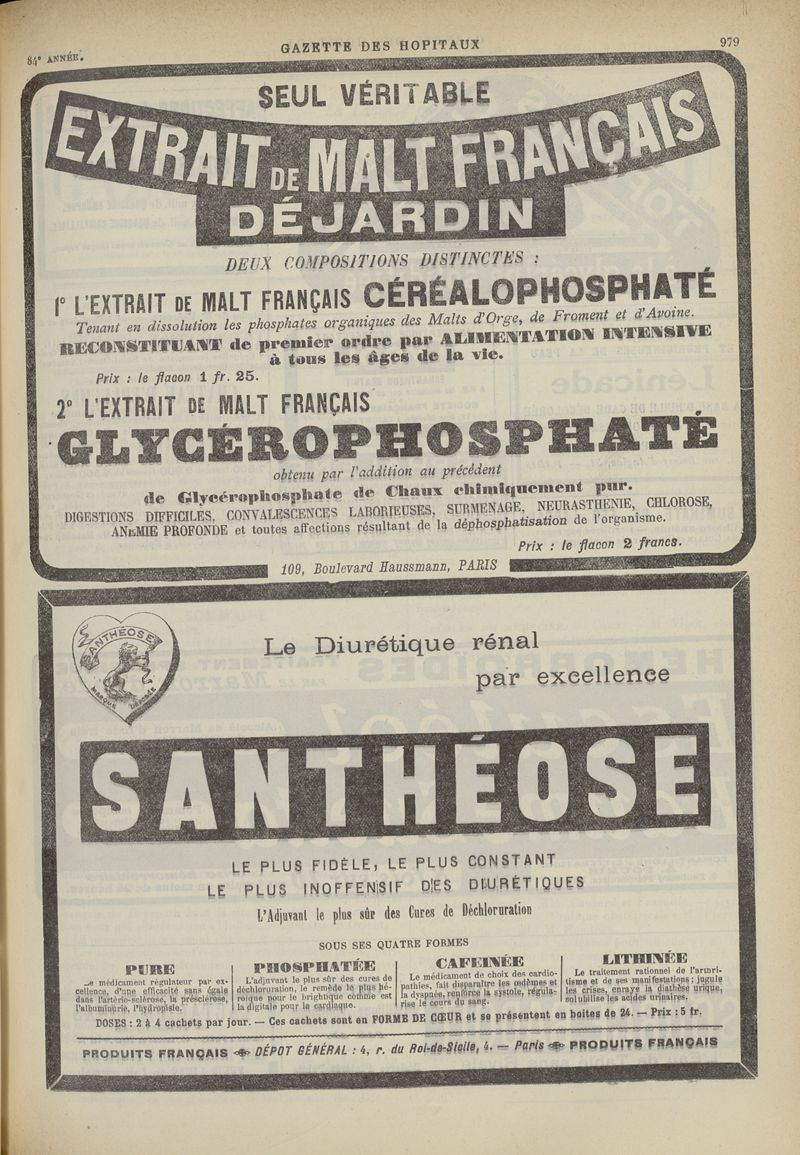 84e ANNÉE.
GAZETTE DES HOPITAUX
979
SEUL VÉRITABLE
EXTRAIT DE MALT FRANÇAIS
DÉJARDIN
DEUX COMPOSITIONS DISTINCTES :
1° L'EXTRAIT DE MALT FRANÇAIS CÉRÉALOPHOSPHATÉ
Tenant en dissolution les phosphates organiques des Malts d'Orge, de Froment et d'Avoine.
RECONSTITUANT de premier ordre par ALIMENTATION INTENSIVE
à tous les âges de la vie.
Prix : le flacon 1 fr. 25.
2° L'EXTRAIT DE MALT FRANÇAIS
GLYCÉROPHOSPHATÉ
obtenu par l'addition au précédent
de Glycérophosphate de Chaux chimiquement pur.
DIGESTIONS DIFFICILES, CONVALESCENCES LABORIEUSES, SURMENAGE, NEURASTHÉNIE, CHLOROSE,
ANÉMIE PROFONDE et toutes affections résultant de la déphosphatisation de l'organisme.
Prix : le flacon 2 francs.
109, Boulevard Haussmann, PARIS
SANTHÉOSE
MARQUE DÉPOSÉE
Le Diurétique rénal
par excellence
SANTHÉOSE
LE PLUS FIDÈLE, LE PLUS CONSTANT
LE PLUS INOFFENSIF DES DIURÉTIQUES
L'Adjuvant le plus sûr des Cures de Déchloruration
SOUS SES QUATRE FORMES
PURE
Le médicament régulateur par ex-
cellence, d'une efficacité sans égale
dans l'artério-sclérose, la présclérose,
l'albuminurie, l'hydropisie.
PHOSPHATÉE
L'adjuvant le plus sûr des cures de
déchloruration, le remède le plus hé-
roïque pour le brightique comme est
la digitale pour le cardiaque.
CAFÉINÉE
Le médicament de choix des cardio-
pathies, fait disparaître les œdèmes et
la dyspnée, renforce la systole, régula-
rise le cours du sang.
LITHINÉE
Le traitement rationnel de l'arthri-
tisme et de ses manifestations ; jugule
les crises, enraye la diathèse urique,
solubilise les acides urinaires.
DOSES : 2 à 4 cachets par jour. — Ces cachets sont en FORME DE CŒUR et se présentent en boites de 24. — Prix : 5 fr.
PRODUITS FRANÇAIS DÉPOT GÉNÉRAL : 4, r. du Roi-de-Sicile, 4. — Paris PRODUITS FRANÇAIS